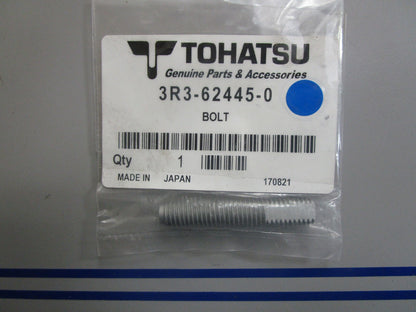 TOHATSU
Genuine Parts & Accessories
3R3-62445-0
BOLT
Qty 1
MADE IN JAPAN 170821